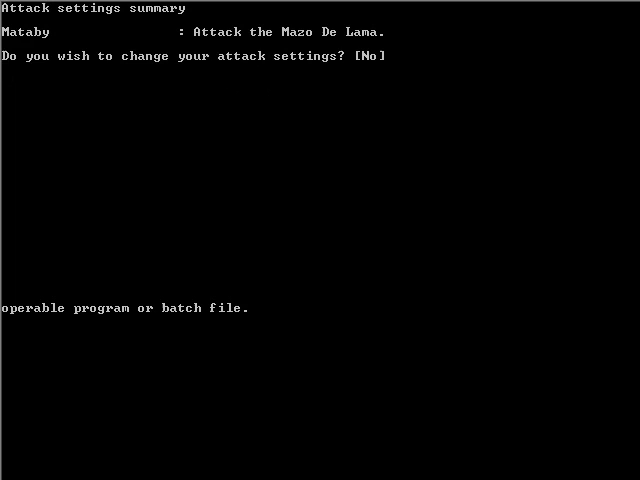 Attack settings summary
Mataby : Attack the Mazo De Lama.
Do you wish to change your attack settings? [No]
operable program or batch file.